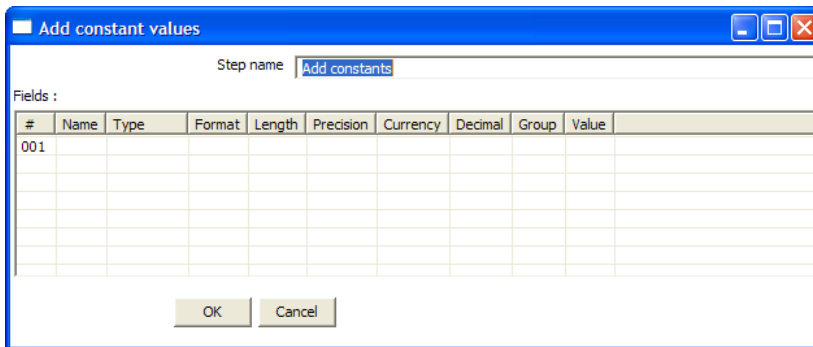 Add constant values
Step name Add constants
Fields :
# Name Type Format Length Precision Currency Decimal Group Value
001
OK Cancel